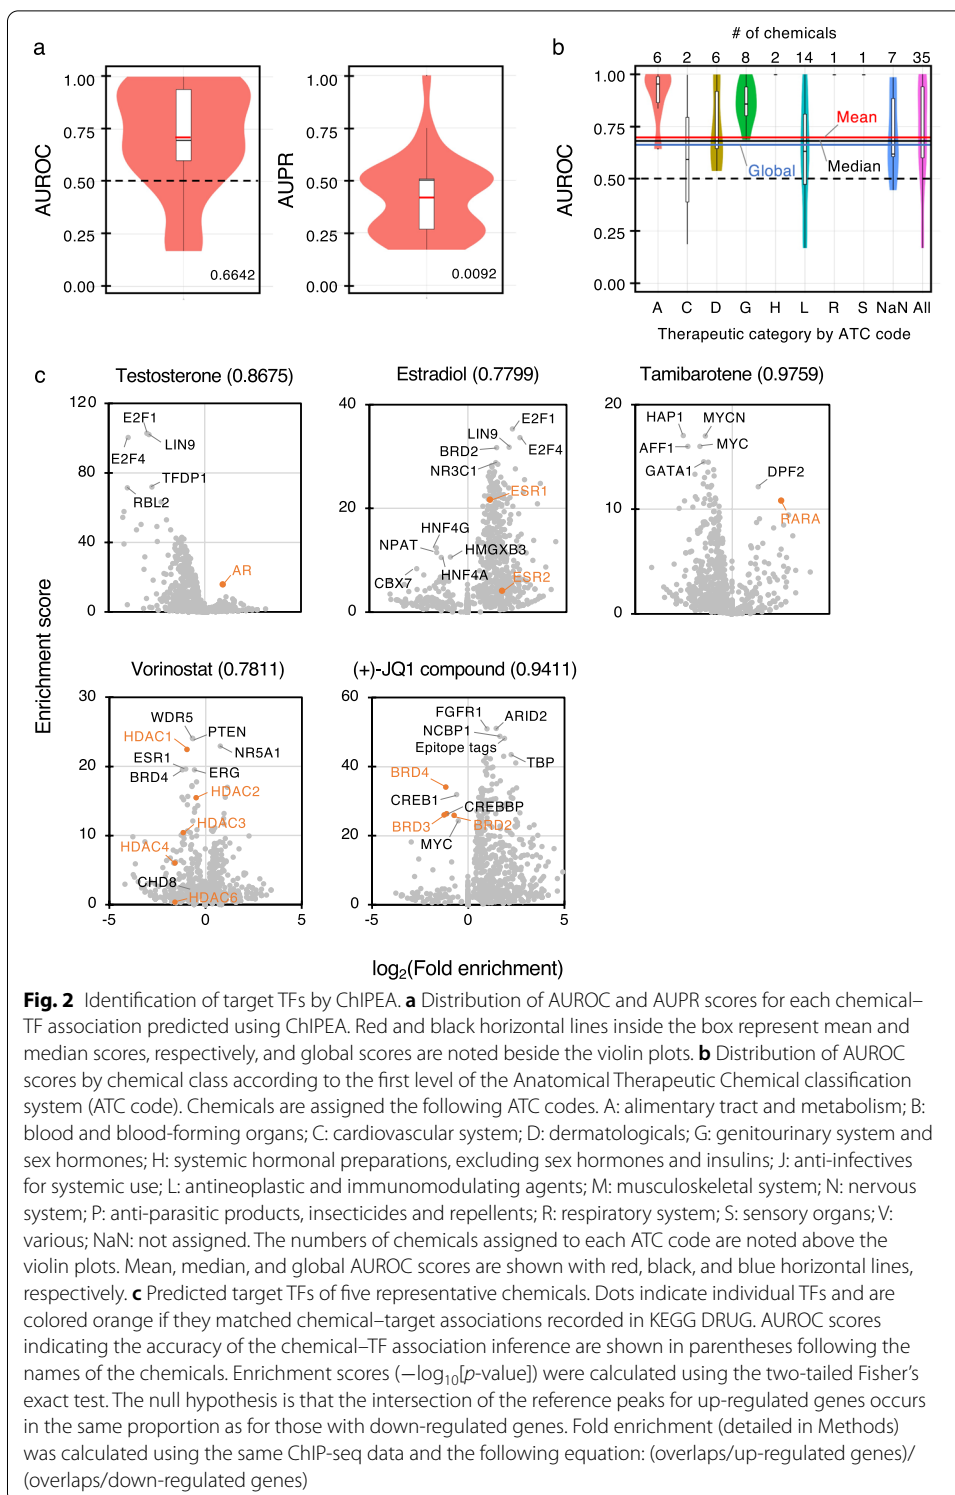 a
1.00
0.75
0.50
0.25
0.00
AUROC
0.6642
1.00
0.75
0.50
0.25
0.00
AUPR
0.0092
b
# of chemicals
6 2 6 8 2 14 1 1 7 35
1.00
0.75
0.50
0.25
0.00
AUROC
Mean
Median
Global
A C D G H L R S NaN All
Therapeutic category by ATC code
c
Enrichment score
Testosterone (0.8675)
120
80
40
0
E2F1
LIN9
E2F4
TFDP1
RBL2
AR
Estradiol (0.7799)
40
20
0
E2F1
LIN9
E2F4
BRD2
NR3C1
ESR1
HNF4G
NPAT
HMGXB3
HNF4A
CBX7
ESR2
Tamibarotene (0.9759)
20
10
0
HAP1
MYCN
AFF1
MYC
GATA1
DPF2
RARA
Vorinostat (0.7811)
30
20
10
0
-5 0 5
WDR5
PTEN
HDAC1
NR5A1
ESR1
BRD4
ERG
HDAC2
HDAC3
HDAC4
CHD8
HDAC6
(+)-JQ1 compound (0.9411)
60
40
20
0
-5 0 5
FGFR1
ARID2
NCBP1
Epitope tags
TBP
BRD4
CREB1
CREBBP
BRD3
BRD2
MYC
log2(Fold enrichment)
Fig. 2 Identification of target TFs by ChIPEA. a Distribution of AUROC and AUPR scores for each chemical–
TF association predicted using ChIPEA. Red and black horizontal lines inside the box represent mean and
median scores, respectively, and global scores are noted beside the violin plots. b Distribution of AUROC
scores by chemical class according to the first level of the Anatomical Therapeutic Chemical classification
system (ATC code). Chemicals are assigned the following ATC codes. A: alimentary tract and metabolism; B:
blood and blood-forming organs; C: cardiovascular system; D: dermatologicals; G: genitourinary system and
sex hormones; H: systemic hormonal preparations, excluding sex hormones and insulins; J: anti-infectives
for systemic use; L: antineoplastic and immunomodulating agents; M: musculoskeletal system; N: nervous
system; P: anti-parasitic products, insecticides and repellents; R: respiratory system; S: sensory organs; V:
various; NaN: not assigned. The numbers of chemicals assigned to each ATC code are noted above the
violin plots. Mean, median, and global AUROC scores are shown with red, black, and blue horizontal lines,
respectively. c Predicted target TFs of five representative chemicals. Dots indicate individual TFs and are
colored orange if they matched chemical–target associations recorded in KEGG DRUG. AUROC scores
indicating the accuracy of the chemical–TF association inference are shown in parentheses following the
names of the chemicals. Enrichment scores (—log10[p-value]) were calculated using the two-tailed Fisher's
exact test. The null hypothesis is that the intersection of the reference peaks for up-regulated genes occurs
in the same proportion as for those with down-regulated genes. Fold enrichment (detailed in Methods)
was calculated using the same ChIP-seq data and the following equation: (overlaps/up-regulated genes)/
(overlaps/down-regulated genes)